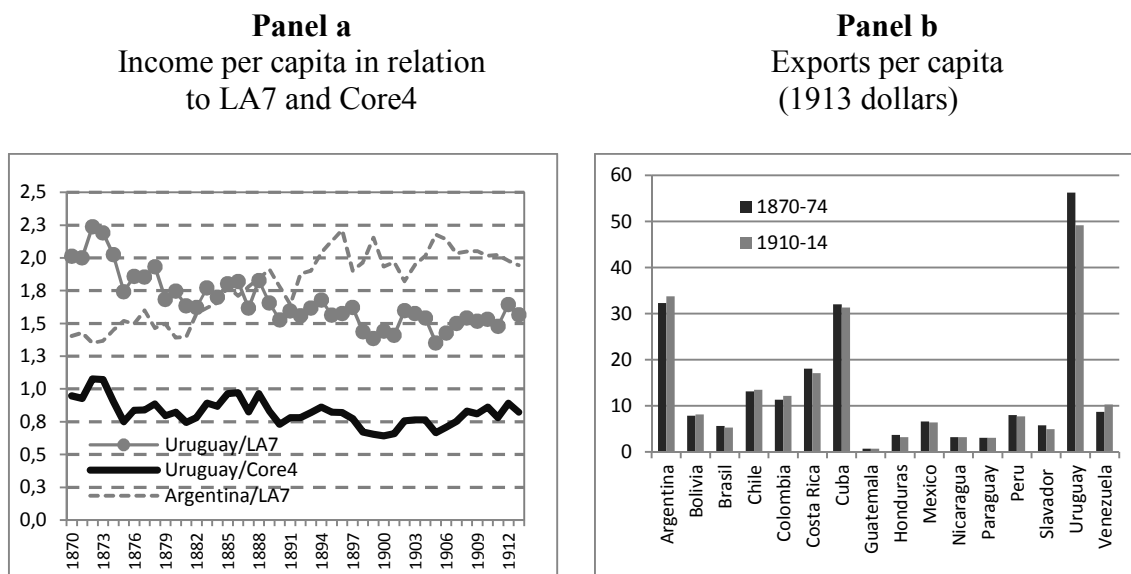 Panel a
Income per capita in relation
to LA7 and Core4
2,5
2,3
2,0
1,8
1,5
1,3
1,0
0,8
0,5
0,3
0,0
Uruguay/LA7
Uruguay/Core4
Argentina/LA7
1870
1873
1876
1879
1882
1885
1888
1891
1894
1897
1900
1903
1906
1909
1912
Panel b
Exports per capita
(1913 dollars)
60
50
40
30
20
10
0
1870-74
1910-14
Argentina
Bolivia
Brasil
Chile
Colombia
Costa Rica
Cuba
Guatemala
Honduras
Mexico
Nicaragua
Paraguay
Peru
Slavador
Uruguay
Venezuela